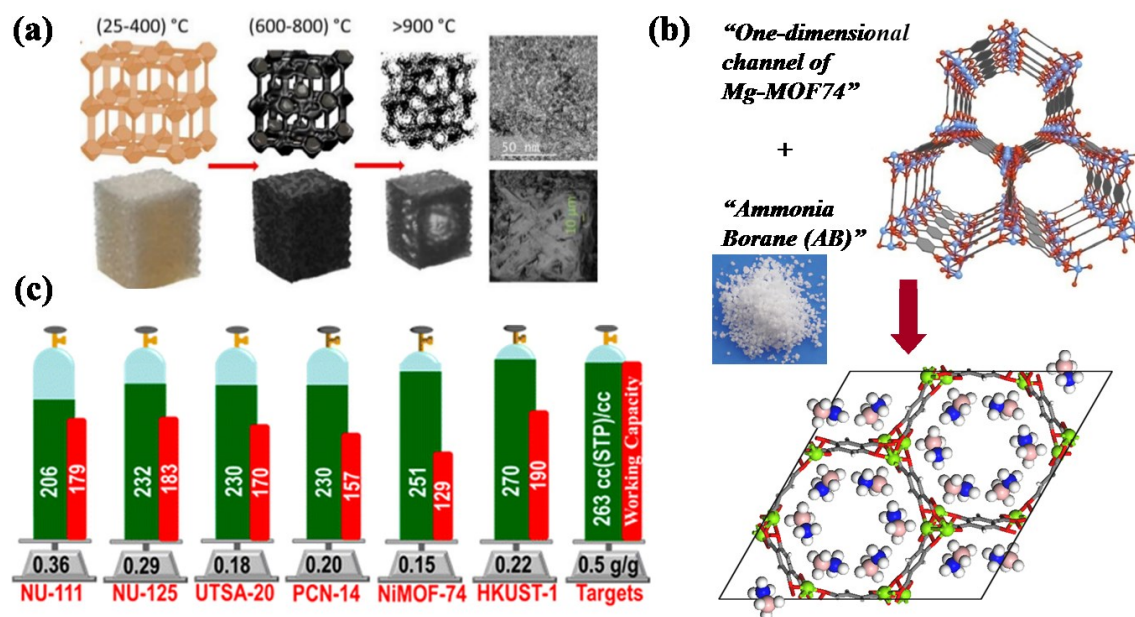 (a)
(25-400) °C
(600-800) °C
>900 °C
50 nm
10 μm
(b)
“One-dimensional
channel of
Mg-MOF74”
+
“Ammonia
Borane (AB)”
(c)
206
179
232
183
230
170
230
157
251
129
270
190
263 cc(STP)/cc
Working Capacity
0.36
0.29
0.18
0.20
0.15
0.22
0.5 g/g
NU-111
NU-125
UTSA-20
PCN-14
NiMOF-74
HKUST-1
Targets